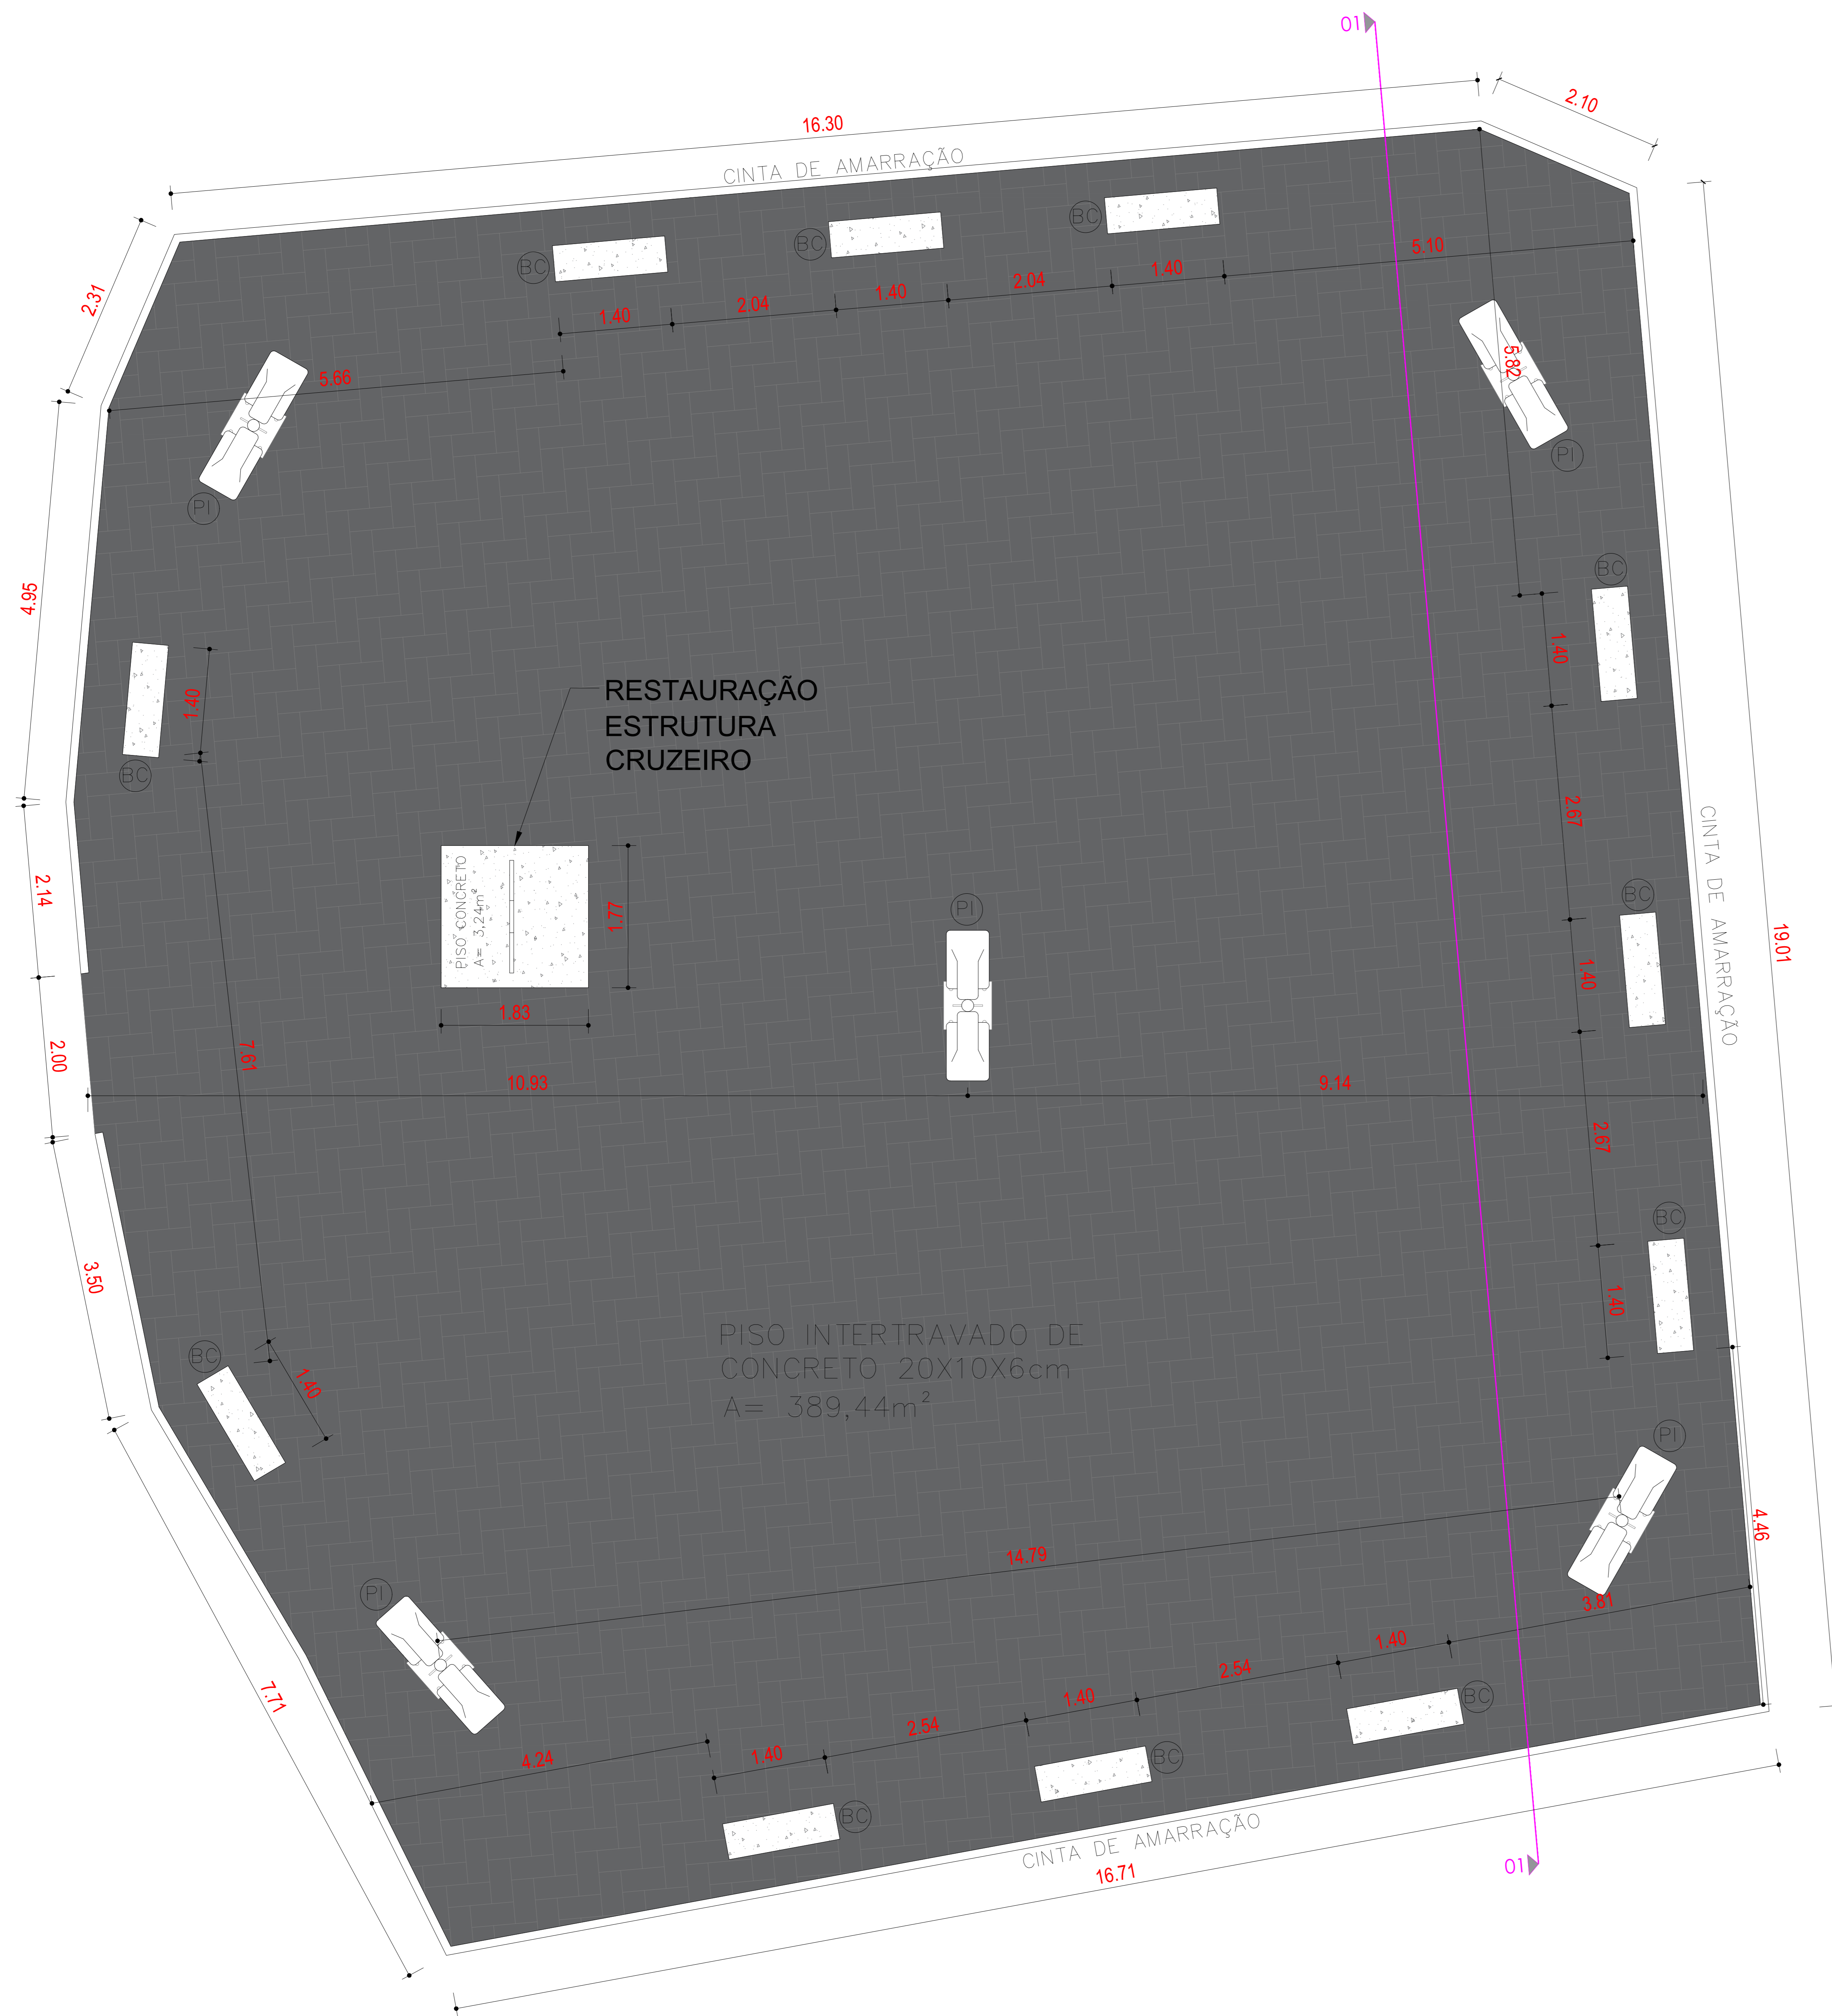 01
2.10
16.30
CINTA DE AMARRAÇÃO
BC
BC
BC
5.10
1.40
2.04
1.40
2.04
1.40
2.31
5.66
5.82
PI
PI
4.95
BC
1.40
BC
1.40
RESTAURAÇÃO
ESTRUTURA
CRUZEIRO
2.67
CINTA DE AMARRAÇÃO
2.14
PISO CONCRETO
A= 3,24m²
1.77
1.83
PI
BC
1.40
19.01
2.00
7.61
10.93
9.14
2.67
3.50
BC
1.40
BC
1.40
PISO INTERTRAVADO DE
CONCRETO 20X10X6cm
A= 389,44m²
PI
4.46
14.79
PI
3.81
1.40
2.54
1.40
2.54
1.40
4.24
7.71
BC
BC
BC
CINTA DE AMARRAÇÃO
16.71
01